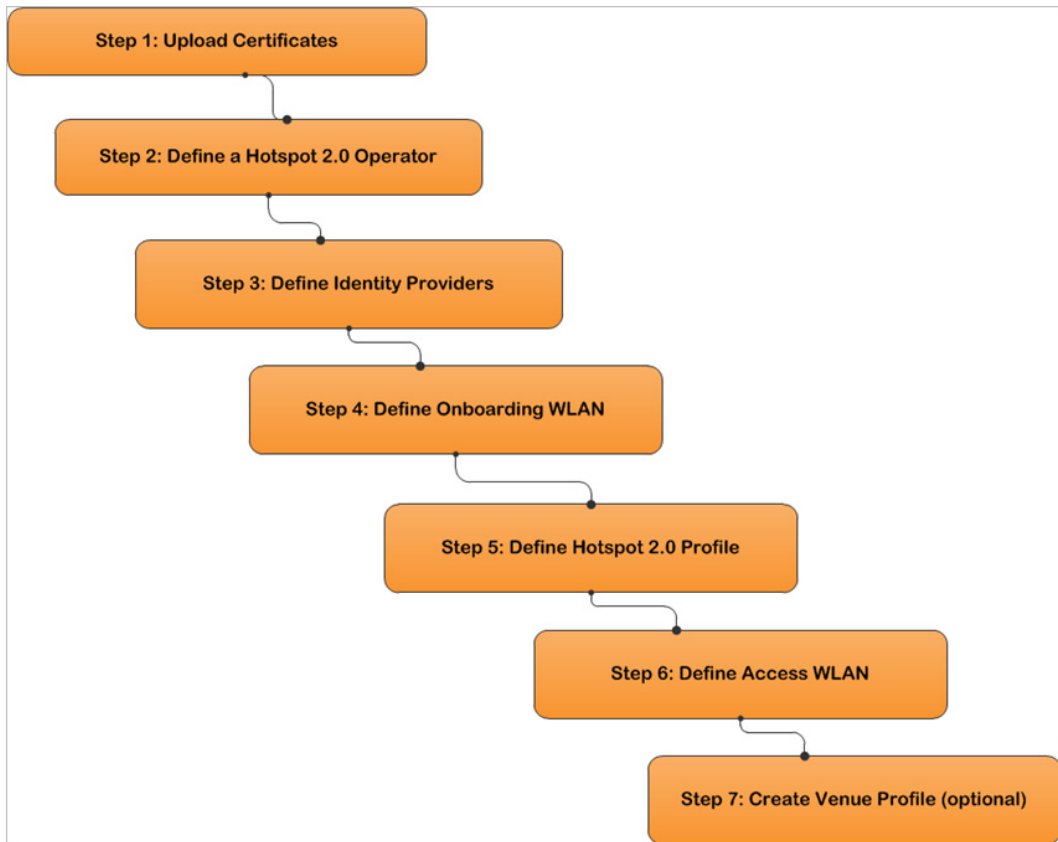 Step 1: Upload Certificates
Step 2: Define a Hotspot 2.0 Operator
Step 3: Define Identity Providers
Step 4: Define Onboarding WLAN
Step 5: Define Hotspot 2.0 Profile
Step 6: Define Access WLAN
Step 7: Create Venue Profile (optional)